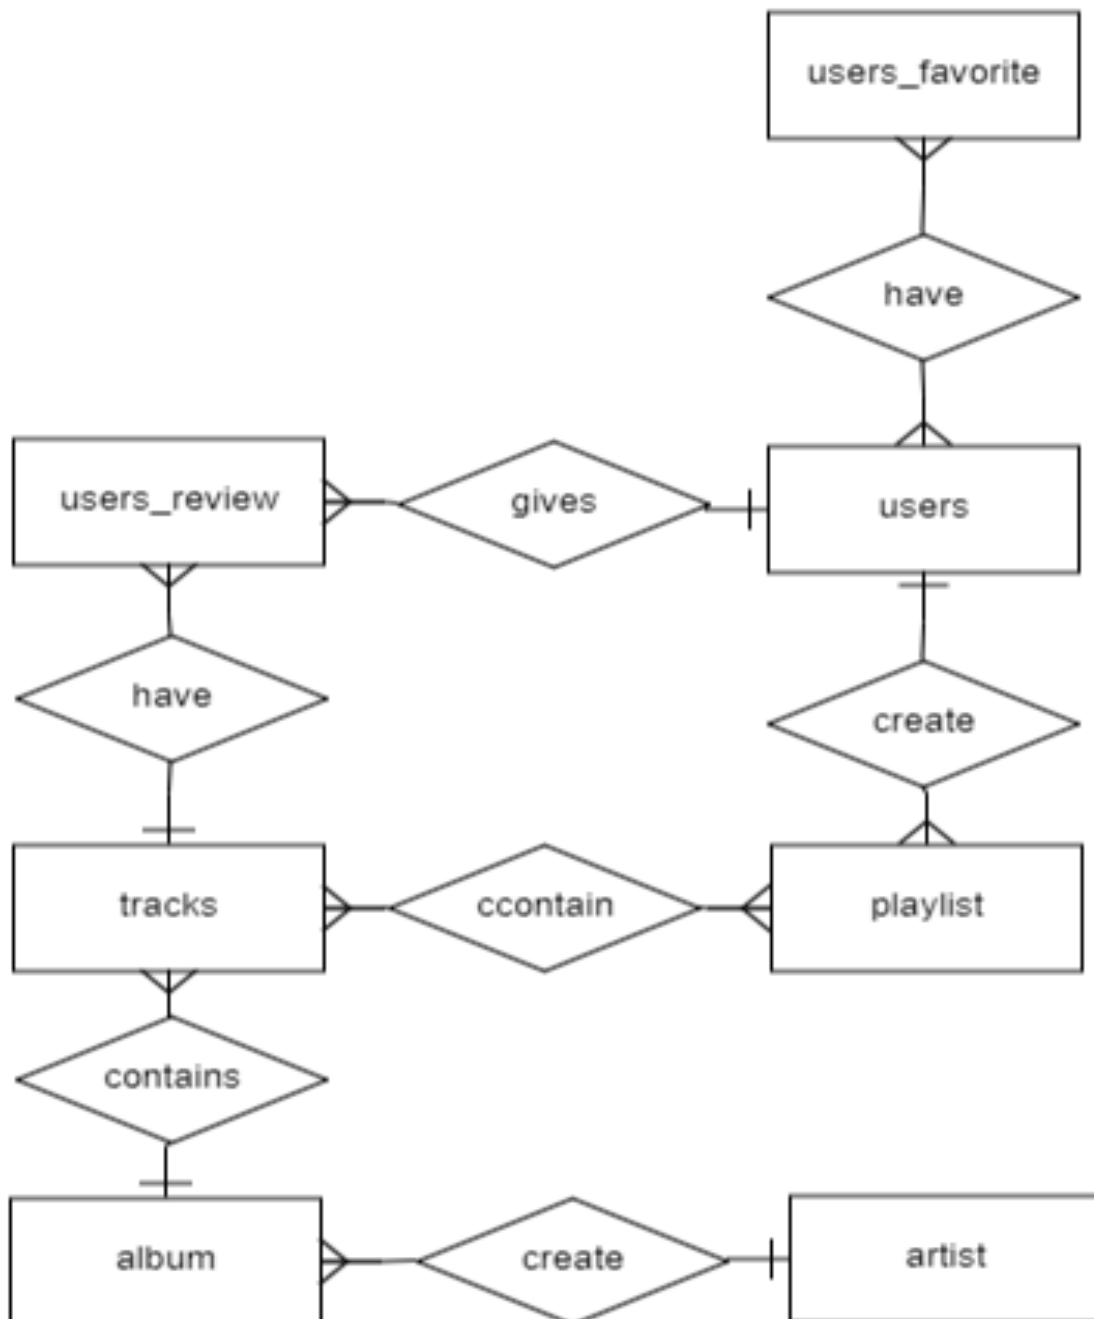 users_favorite
have
users_review
gives
users
have
create
tracks
ccontain
playlist
contains
album
create
artist